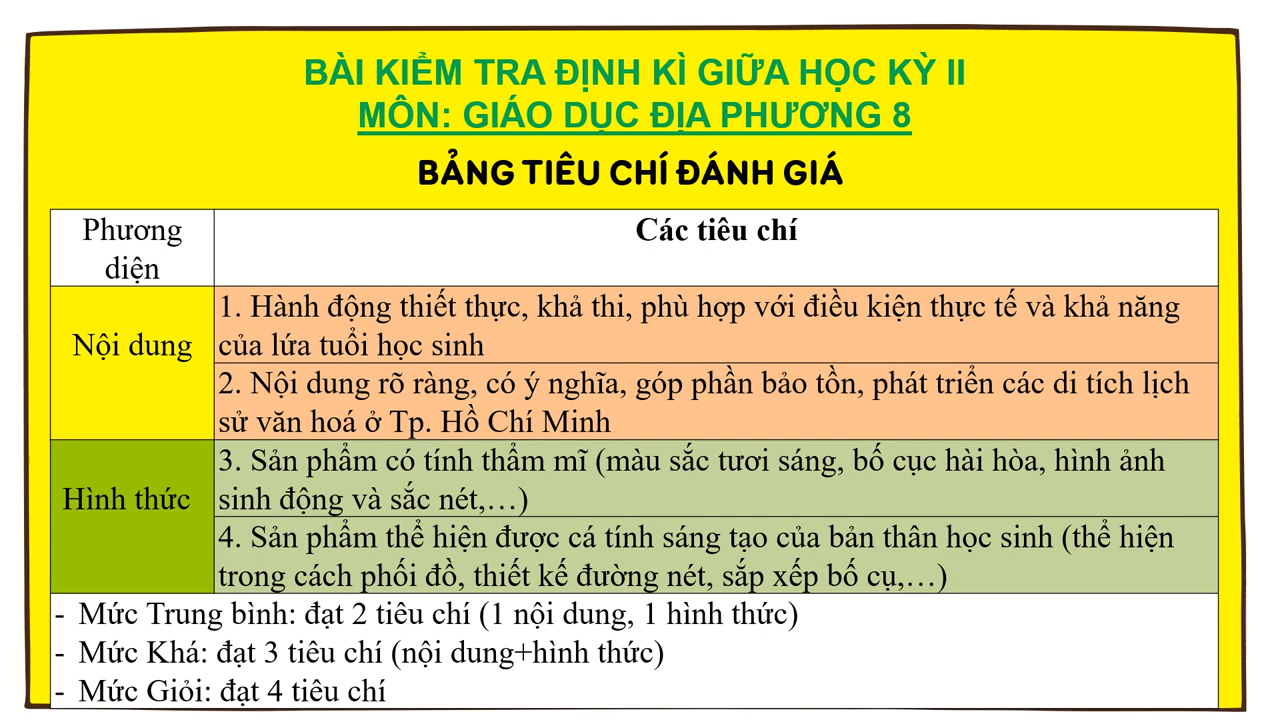 BÀI KIỂM TRA ĐỊNH KÌ GIỮA HỌC KỲ II
MÔN: GIÁO DỤC ĐỊA PHƯƠNG 8
BẢNG TIÊU CHÍ ĐÁNH GIÁ
Phương
diện
Các tiêu chí
Nội dung
1. Hành động thiết thực, khả thi, phù hợp với điều kiện thực tế và khả năng
của lứa tuổi học sinh
2. Nội dung rõ ràng, có ý nghĩa, góp phần bảo tồn, phát triển các di tích lịch
sử văn hoá ở Tp. Hồ Chí Minh
Hình thức
3. Sản phẩm có tính thẩm mĩ (màu sắc tươi sáng, bố cục hài hòa, hình ảnh
sinh động và sắc nét,…)
4. Sản phẩm thể hiện được cá tính sáng tạo của bản thân học sinh (thể hiện
trong cách phối đồ, thiết kế đường nét, sắp xếp bố cụ,…)
- Mức Trung bình: đạt 2 tiêu chí (1 nội dung, 1 hình thức)
- Mức Khá: đạt 3 tiêu chí (nội dung+hình thức)
- Mức Giỏi: đạt 4 tiêu chí